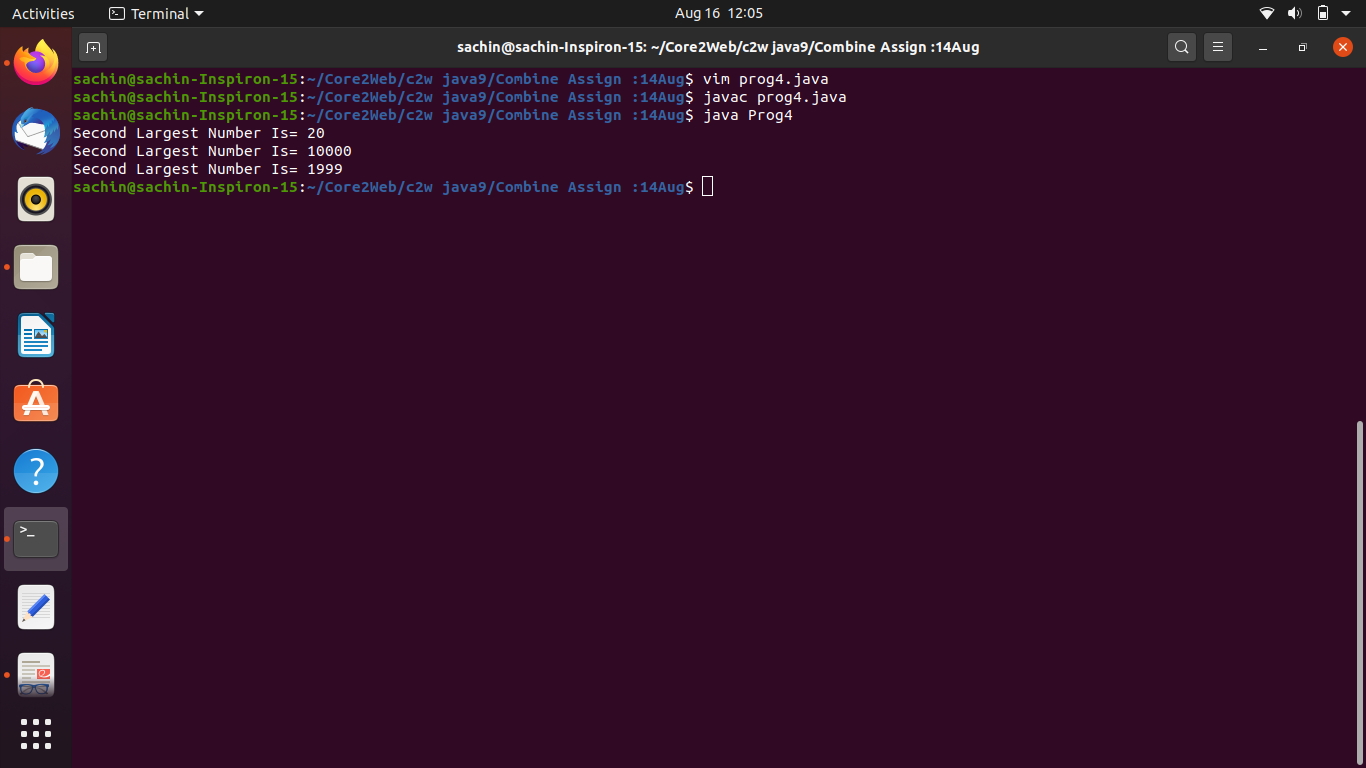 Activities Terminal Aug 16 12:05
sachin@sachin-Inspiron-15: ~/Core2Web/c2w java9/Combine Assign :14Aug
sachin@sachin-Inspiron-15:~/Core2Web/c2w java9/Combine Assign :14Aug$ vim prog4.java
sachin@sachin-Inspiron-15:~/Core2Web/c2w java9/Combine Assign :14Aug$ javac prog4.java
sachin@sachin-Inspiron-15:~/Core2Web/c2w java9/Combine Assign :14Aug$ java Prog4
Second Largest Number Is= 20
Second Largest Number Is= 10000
Second Largest Number Is= 1999
sachin@sachin-Inspiron-15:~/Core2Web/c2w java9/Combine Assign :14Aug$